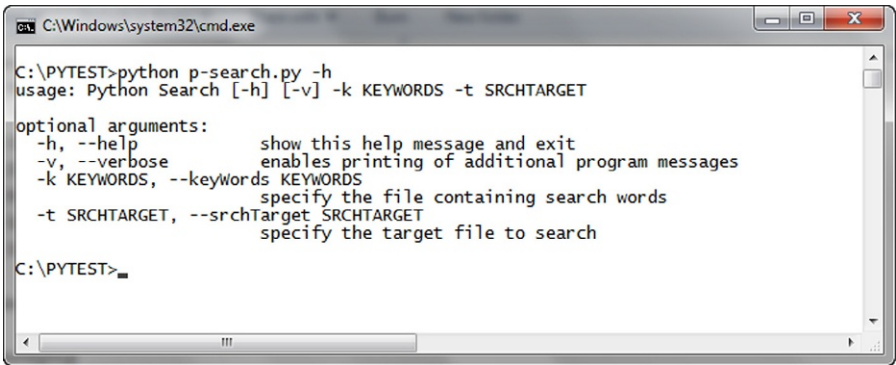 C:\Windows\system32\cmd.exe
C:\PYTEST>python p-search.py -h
usage: Python Search [-h] [-v] -k KEYWORDS -t SRCHTARGET
optional arguments:
-h, --help show this help message and exit
-v, --verbose enables printing of additional program messages
-k KEYWORDS, --keyWords KEYWORDS
specify the file containing search words
-t SRCHTARGET, --srchTarget SRCHTARGET
specify the target file to search
C:\PYTEST>